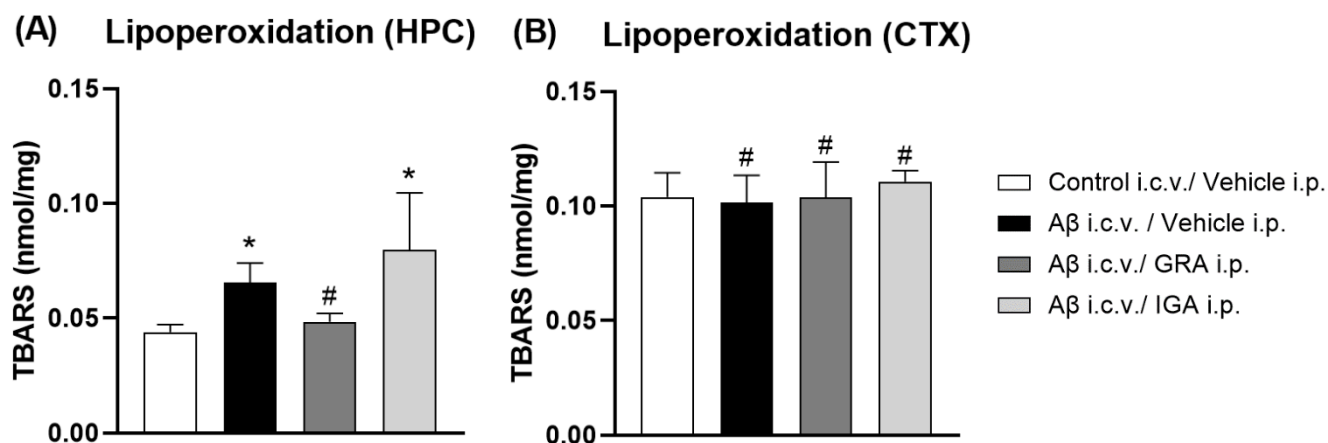 (A) Lipoperoxidation (HPC)
TBARS (nmol/mg)
0.15
0.10
0.05
0.00
*
#
*
(B) Lipoperoxidation (CTX)
TBARS (nmol/mg)
0.15
0.10
0.05
0.00
#
#
#
Control i.c.v./ Vehicle i.p.
Aβ i.c.v. / Vehicle i.p.
Aβ i.c.v./ GRA i.p.
Aβ i.c.v./ IGA i.p.